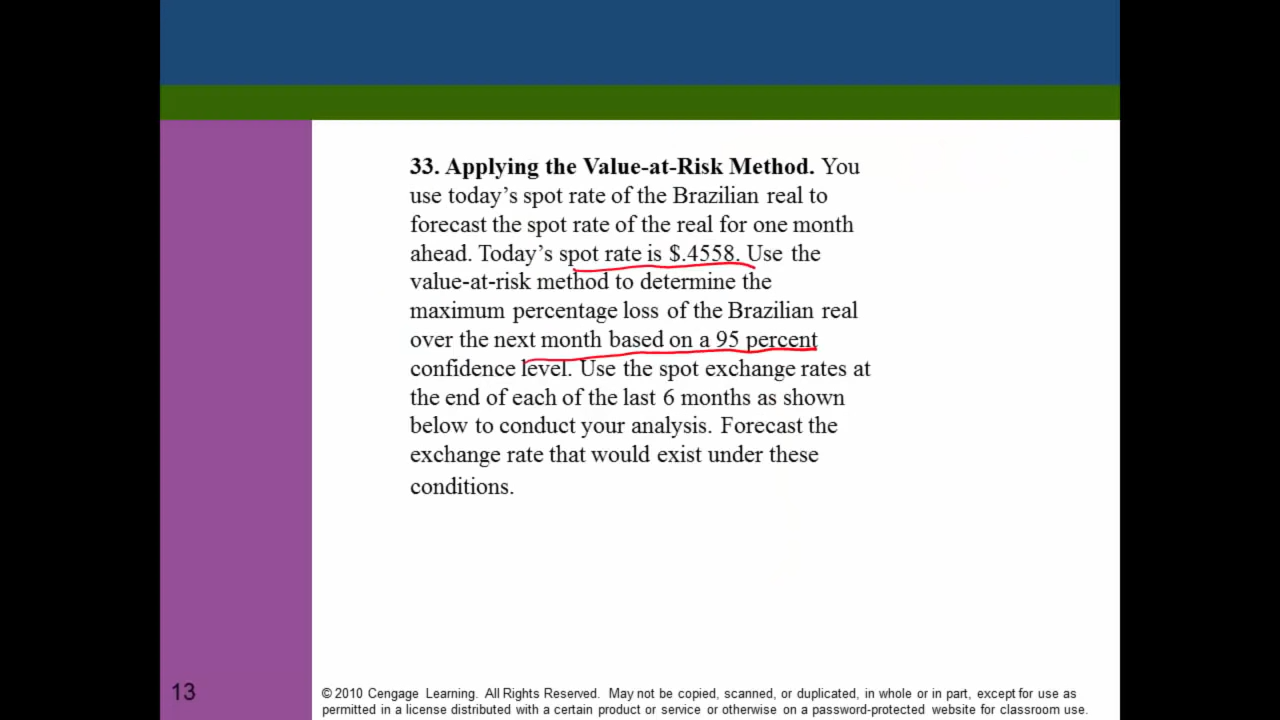 33. Applying the Value-at-Risk Method. You
use today’s spot rate of the Brazilian real to
forecast the spot rate of the real for one month
ahead. Today’s spot rate is $.4558. Use the
value-at-risk method to determine the
maximum percentage loss of the Brazilian real
over the next month based on a 95 percent
confidence level. Use the spot exchange rates at
the end of each of the last 6 months as shown
below to conduct your analysis. Forecast the
exchange rate that would exist under these
conditions.
13
© 2010 Cengage Learning. All Rights Reserved. May not be copied, scanned, or duplicated, in whole or in part, except for use as
permitted in a license distributed with a certain product or service or otherwise on a password-protected website for classroom use.